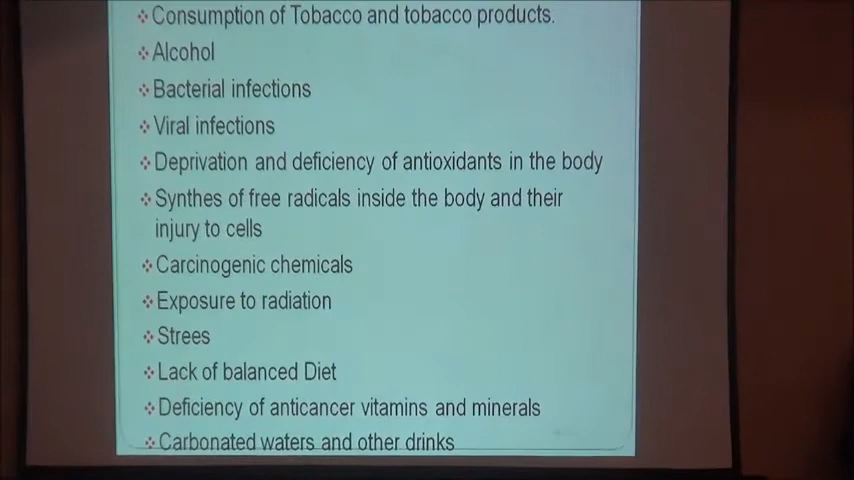 Consumption of Tobacco and tobacco products.
Alcohol
Bacterial infections
Viral infections
Deprivation and deficiency of antioxidants in the body
Synthes of free radicals inside the body and their
injury to cells
Carcinogenic chemicals
Exposure to radiation
Strees
Lack of balanced Diet
Deficiency of anticancer vitamins and minerals
Carbonated waters and other drinks